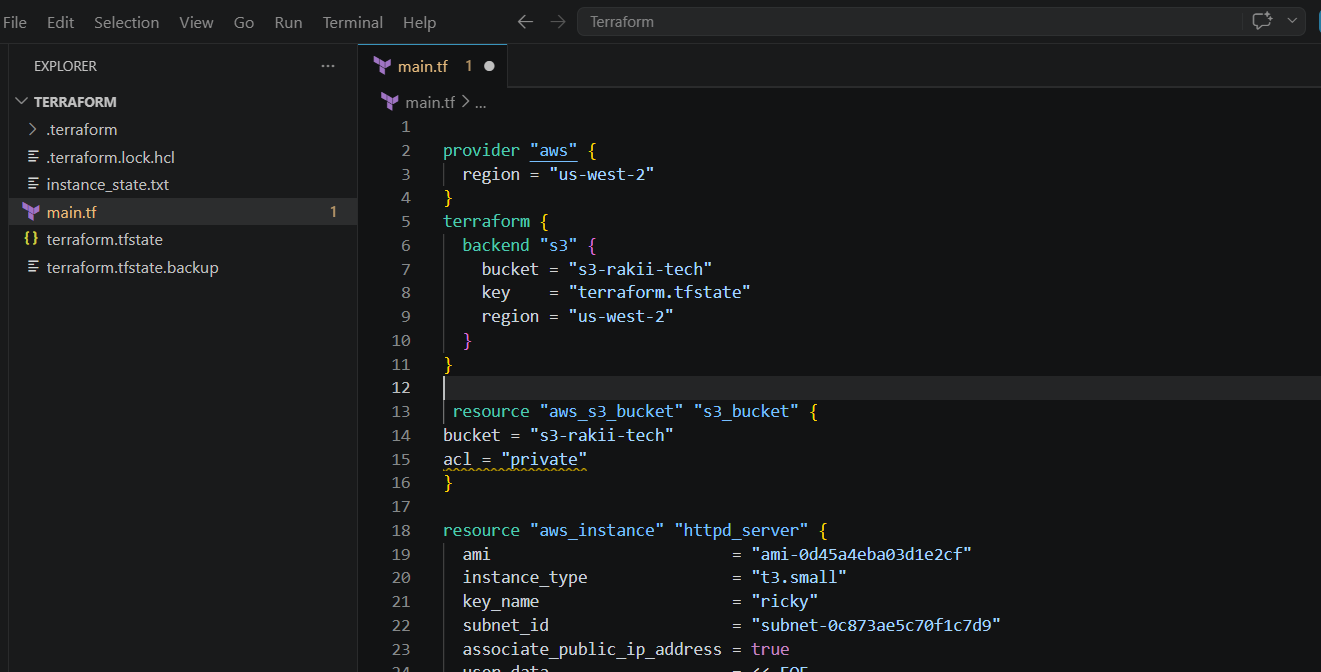 File Edit Selection View Go Run Terminal Help
Terraform
EXPLORER ...
TERRAFORM
.terraform
.terraform.lock.hcl
instance_state.txt
main.tf 1
terraform.tfstate
terraform.tfstate.backup
main.tf 1
main.tf > ...
1
2 provider "aws" {
3 region = "us-west-2"
4 }
5 terraform {
6 backend "s3" {
7 bucket = "s3-rakii-tech"
8 key    = "terraform.tfstate"
9 region = "us-west-2"
10 }
11 }
12
13 resource "aws_s3_bucket" "s3_bucket" {
14 bucket = "s3-rakii-tech"
15 acl = "private"
16 }
17
18 resource "aws_instance" "httpd_server" {
19 ami                         = "ami-0d45a4eba03d1e2cf"
20 instance_type               = "t3.small"
21 key_name                    = "ricky"
22 subnet_id                   = "subnet-0c873ae5c70f1c7d9"
23 associate_public_ip_address = true
24 user_data                   = << EOF